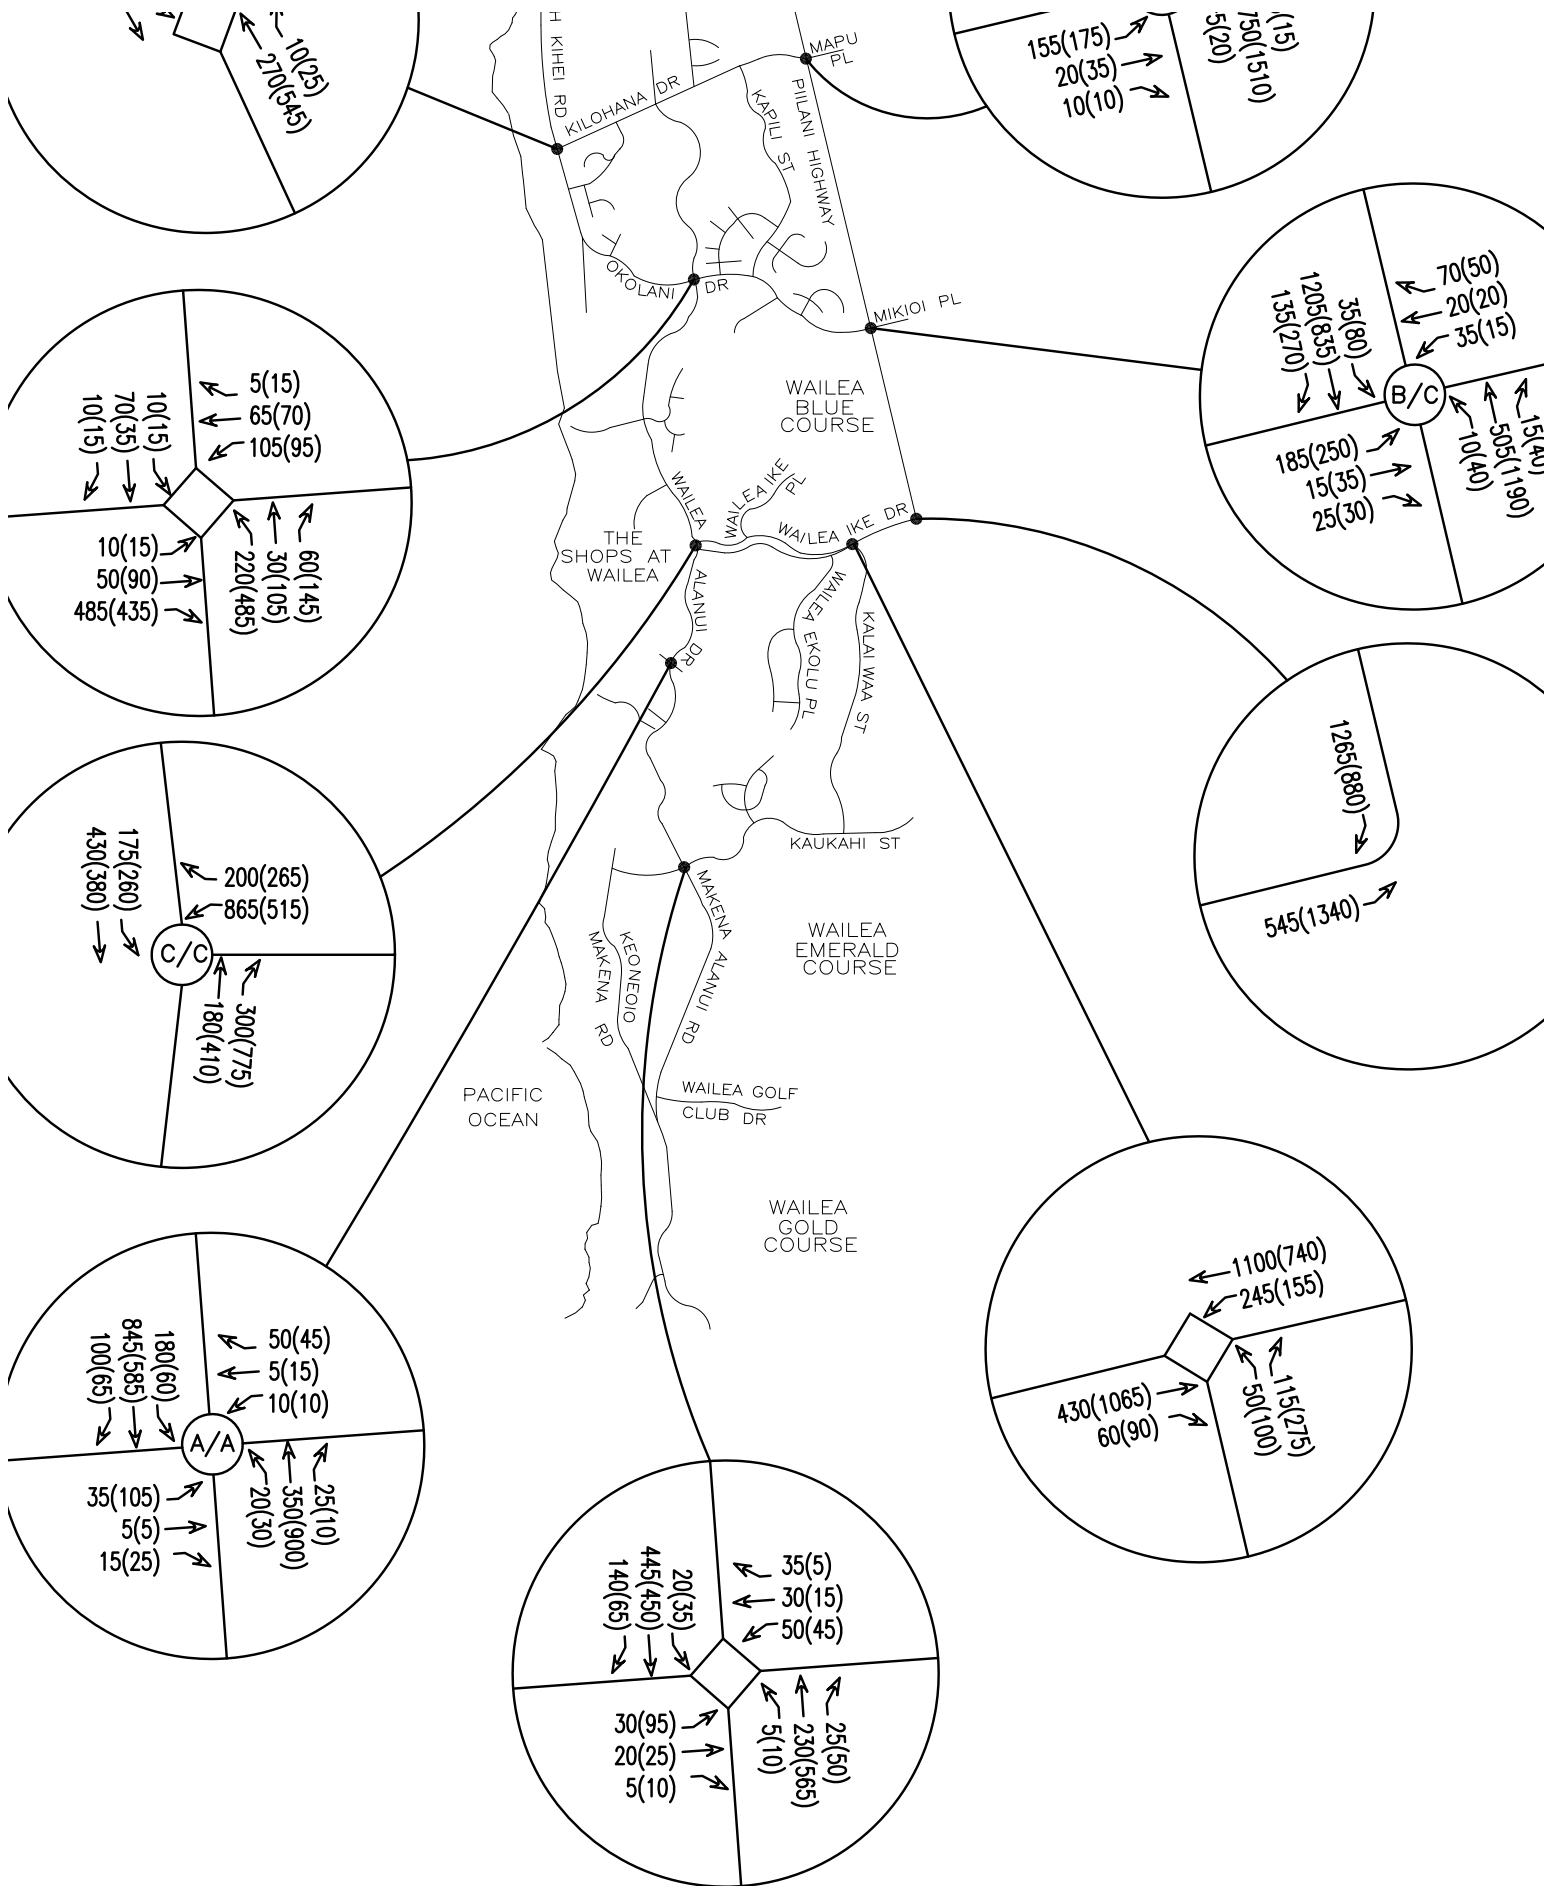 10(25)
270(545)
H KIHEI RD
KILOHANA DR
MAPU
PL
PIILANI HIGHWAY
KAPILI ST
155(175)
20(35)
10(10)
(15)
750(1510)
5(20)
OKOLANI DR
MIKIOI PL
70(50)
20(20)
35(15)
35(80)
1205(835)
135(270)
B/C
185(250)
15(35)
25(30)
10(40)
505(1190)
15(40)
5(15)
65(70)
105(95)
10(15)
70(35)
10(15)
10(15)
50(90)
485(435)
220(485)
30(105)
60(145)
WAILEA
BLUE
COURSE
WAILEA
ALANUI DR
WAILEA IKE
PL
WAILEA IKE DR
THE
SHOPS AT
WAILEA
WAILEA EKOLU PL
KALAI WAA ST
1265(880)
545(1340)
175(260)
430(380)
200(265)
865(515)
C/C
300(775)
180(410)
KAUKAHI ST
MAKENA ALANUI RD
KEONEOIO
MAKENA RD
WAILEA
EMERALD
COURSE
PACIFIC
OCEAN
WAILEA GOLF
CLUB DR
WAILEA
GOLD
COURSE
1100(740)
245(155)
430(1065)
60(90)
50(100)
115(275)
180(60)
845(585)
100(65)
50(45)
5(15)
10(10)
A/A
35(105)
5(5)
15(25)
20(30)
350(900)
25(10)
20(35)
445(450)
140(65)
35(5)
30(15)
50(45)
30(95)
20(25)
5(10)
5(10)
230(565)
25(50)